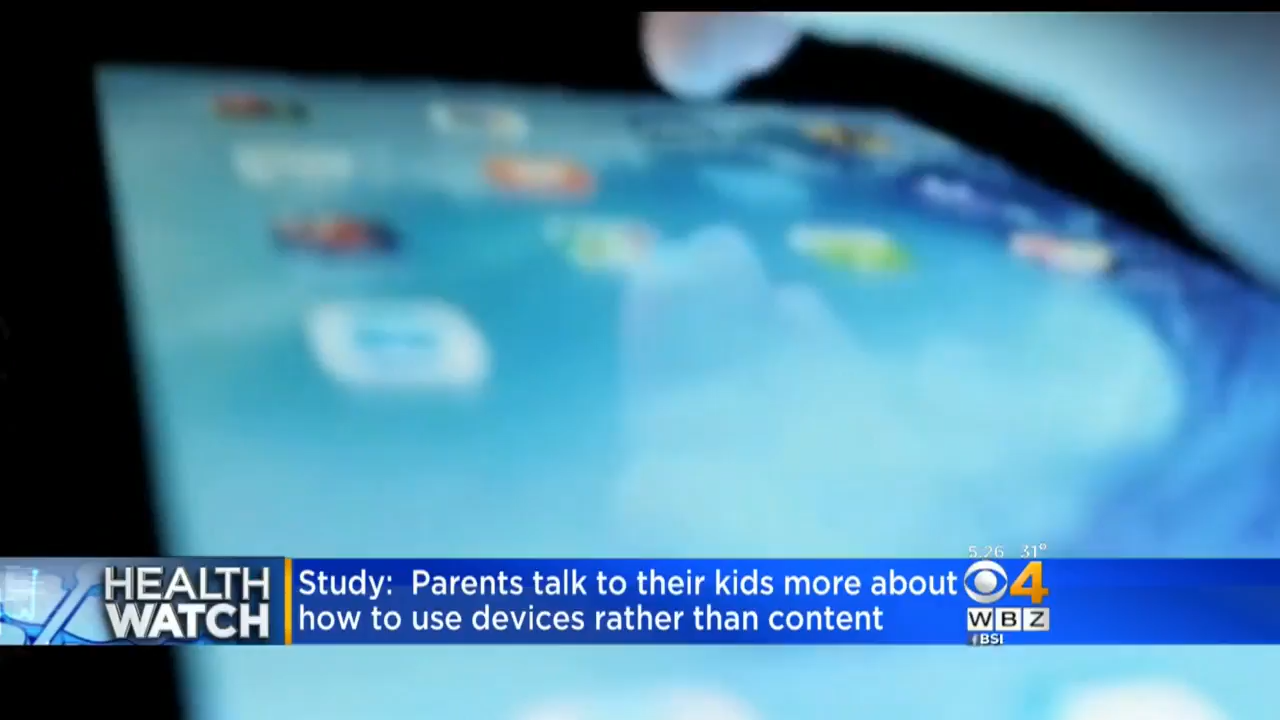 5:26 31°
HEALTH
WATCH
Study: Parents talk to their kids more about
how to use devices rather than content
4
WBZ